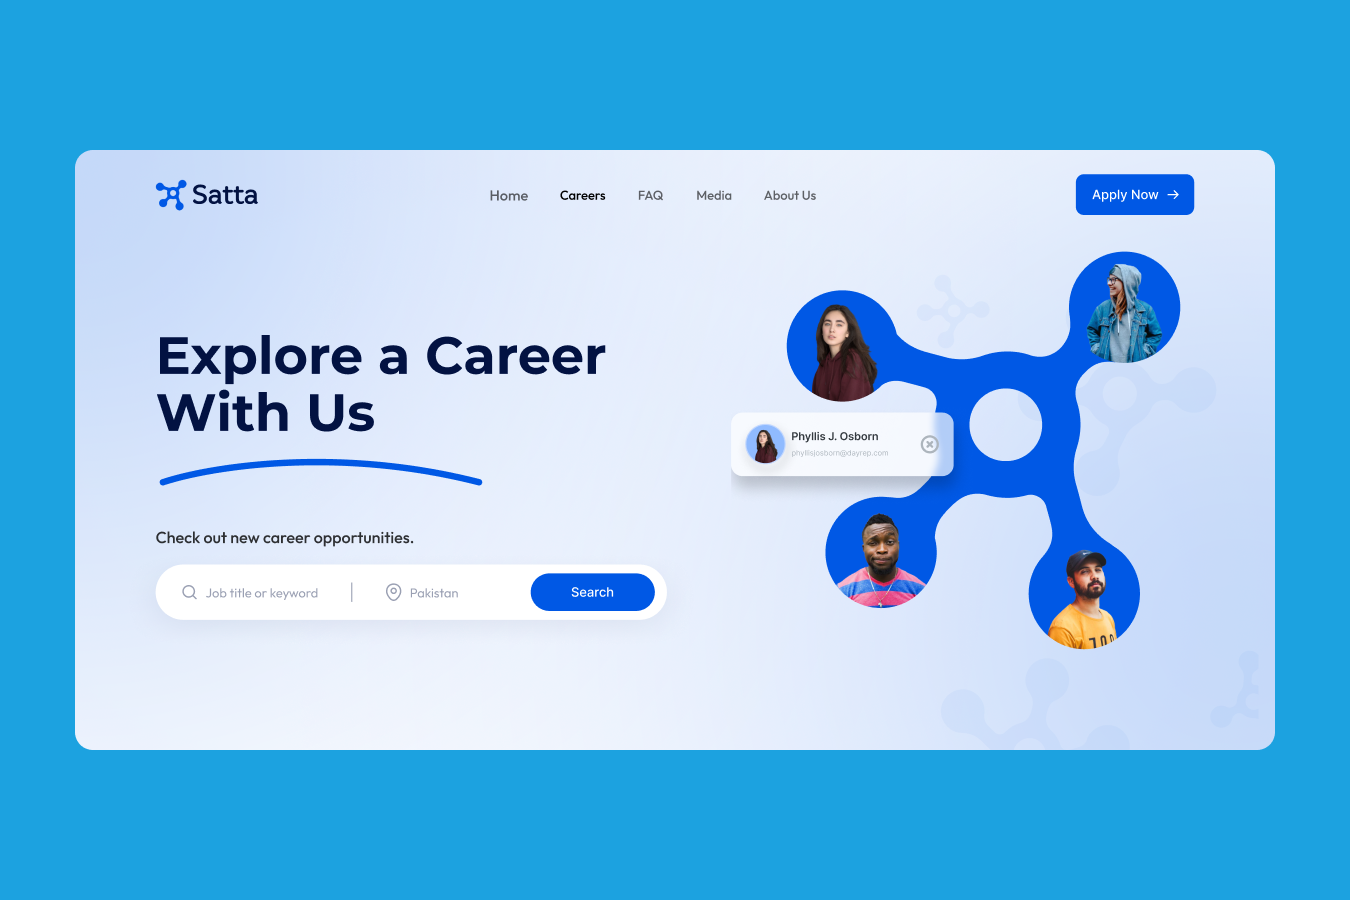 Satta
Home
Careers
FAQ
Media
About Us
Apply Now
Explore a Career
With Us
Phyllis J. Osborn
phyllisjosborn@dayrep.com
Check out new career opportunities.
Job title or keyword
Pakistan
Search